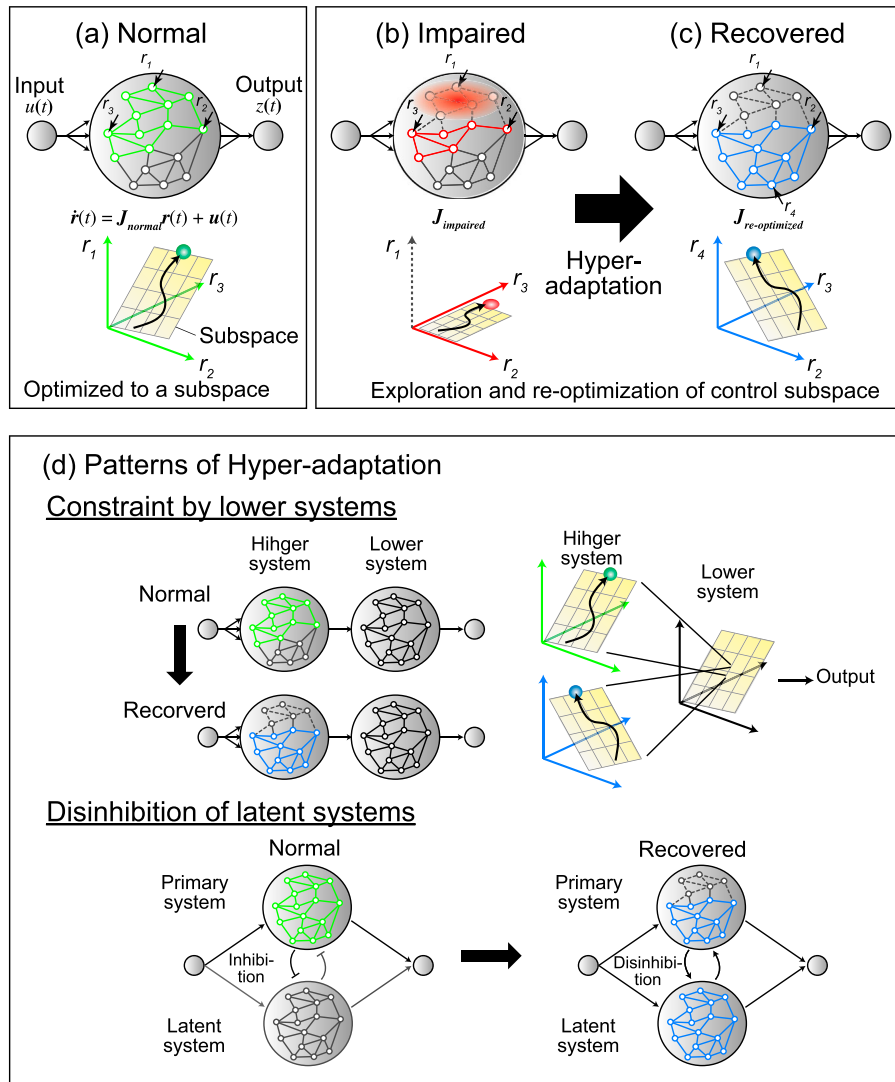 (a) Normal
Input
u(t)
Output
z(t)
r1
r2
r3
ṙ(t) = J_normal r(t) + u(t)
r1
r3
Subspace
r2
Optimized to a subspace
(b) Impaired
r1
r3
r2
J_impaired
r1
r3
r2
Hyper-
adaptation
(c) Recovered
r1
r3
r2
r4
J_re-optimized
r4
r3
r2
Exploration and re-optimization of control subspace
(d) Patterns of Hyper-adaptation
Constraint by lower systems
Hihger
system
Lower
system
Normal
Recorverd
Hihger
system
Lower
system
Output
Disinhibition of latent systems
Normal
Primary
system
Inhibi-
tion
Latent
system
Recovered
Primary
system
Disinhibi-
tion
Latent
system